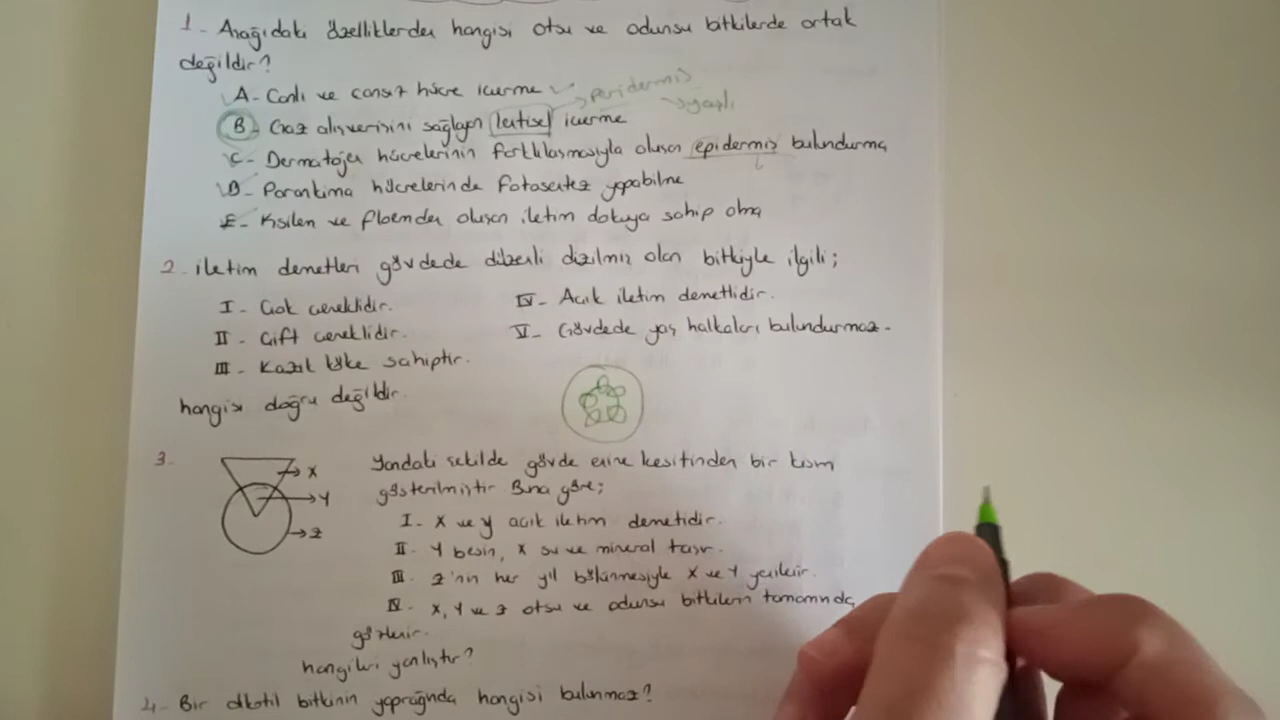 1 - Aşağıdaki özelliklerden hangisi otsu ve odunsu bitkilerde ortak
değildir?
A - Canlı ve cansız hücre içerme
peridermis
yaşlı
B - Gaz alışverişini sağlayan lentisel içerme
C - Dermatojen hücrelerinin farklılaşmasıyla oluşan epidermis bulundurma
D - Parankima hücrelerinde fotosentez yapabilme
E - Ksilem ve floemden oluşan iletim dokuya sahip olma
2 - İletim demetleri gövdede düzenli dizilmiş olan bitkiyle ilgili;
I - Çok çeneklidir.
IV - Açık iletim demetlidir.
II - Çift çeneklidir.
V - Gövdede yaş halkaları bulundurmaz.
III - Kazık köke sahiptir.
hangisi doğru değildir.
3 -
X
Y
Z
Yandaki şekilde gövde enine kesitinden bir kısım
gösterilmiştir Buna göre;
I - X ve Y açık iletim demetidir.
II - Y besin, X su ve mineral taşır.
III - Z'nin her yıl bölünmesiyle X ve Y yenilenir.
IV - X, Y ve Z otsu ve odunsu bitkilerin tamamında
görülür.
hangileri yanlıştır?
4 - Bir dikotil bitkinin yaprağında hangisi bulunmaz?